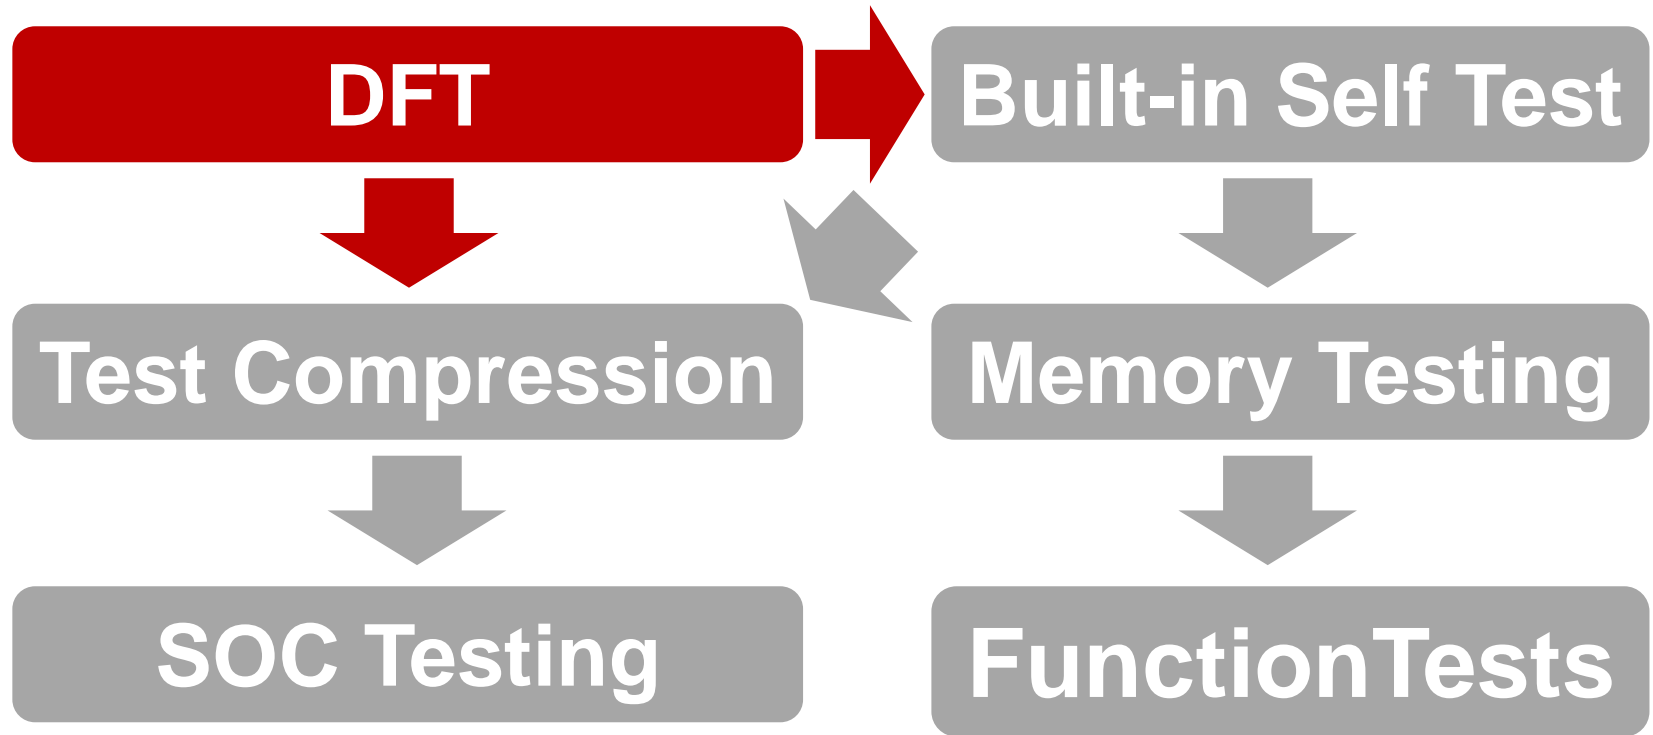 DFT
Built-in Self Test
Test Compression
Memory Testing
SOC Testing
FunctionTests